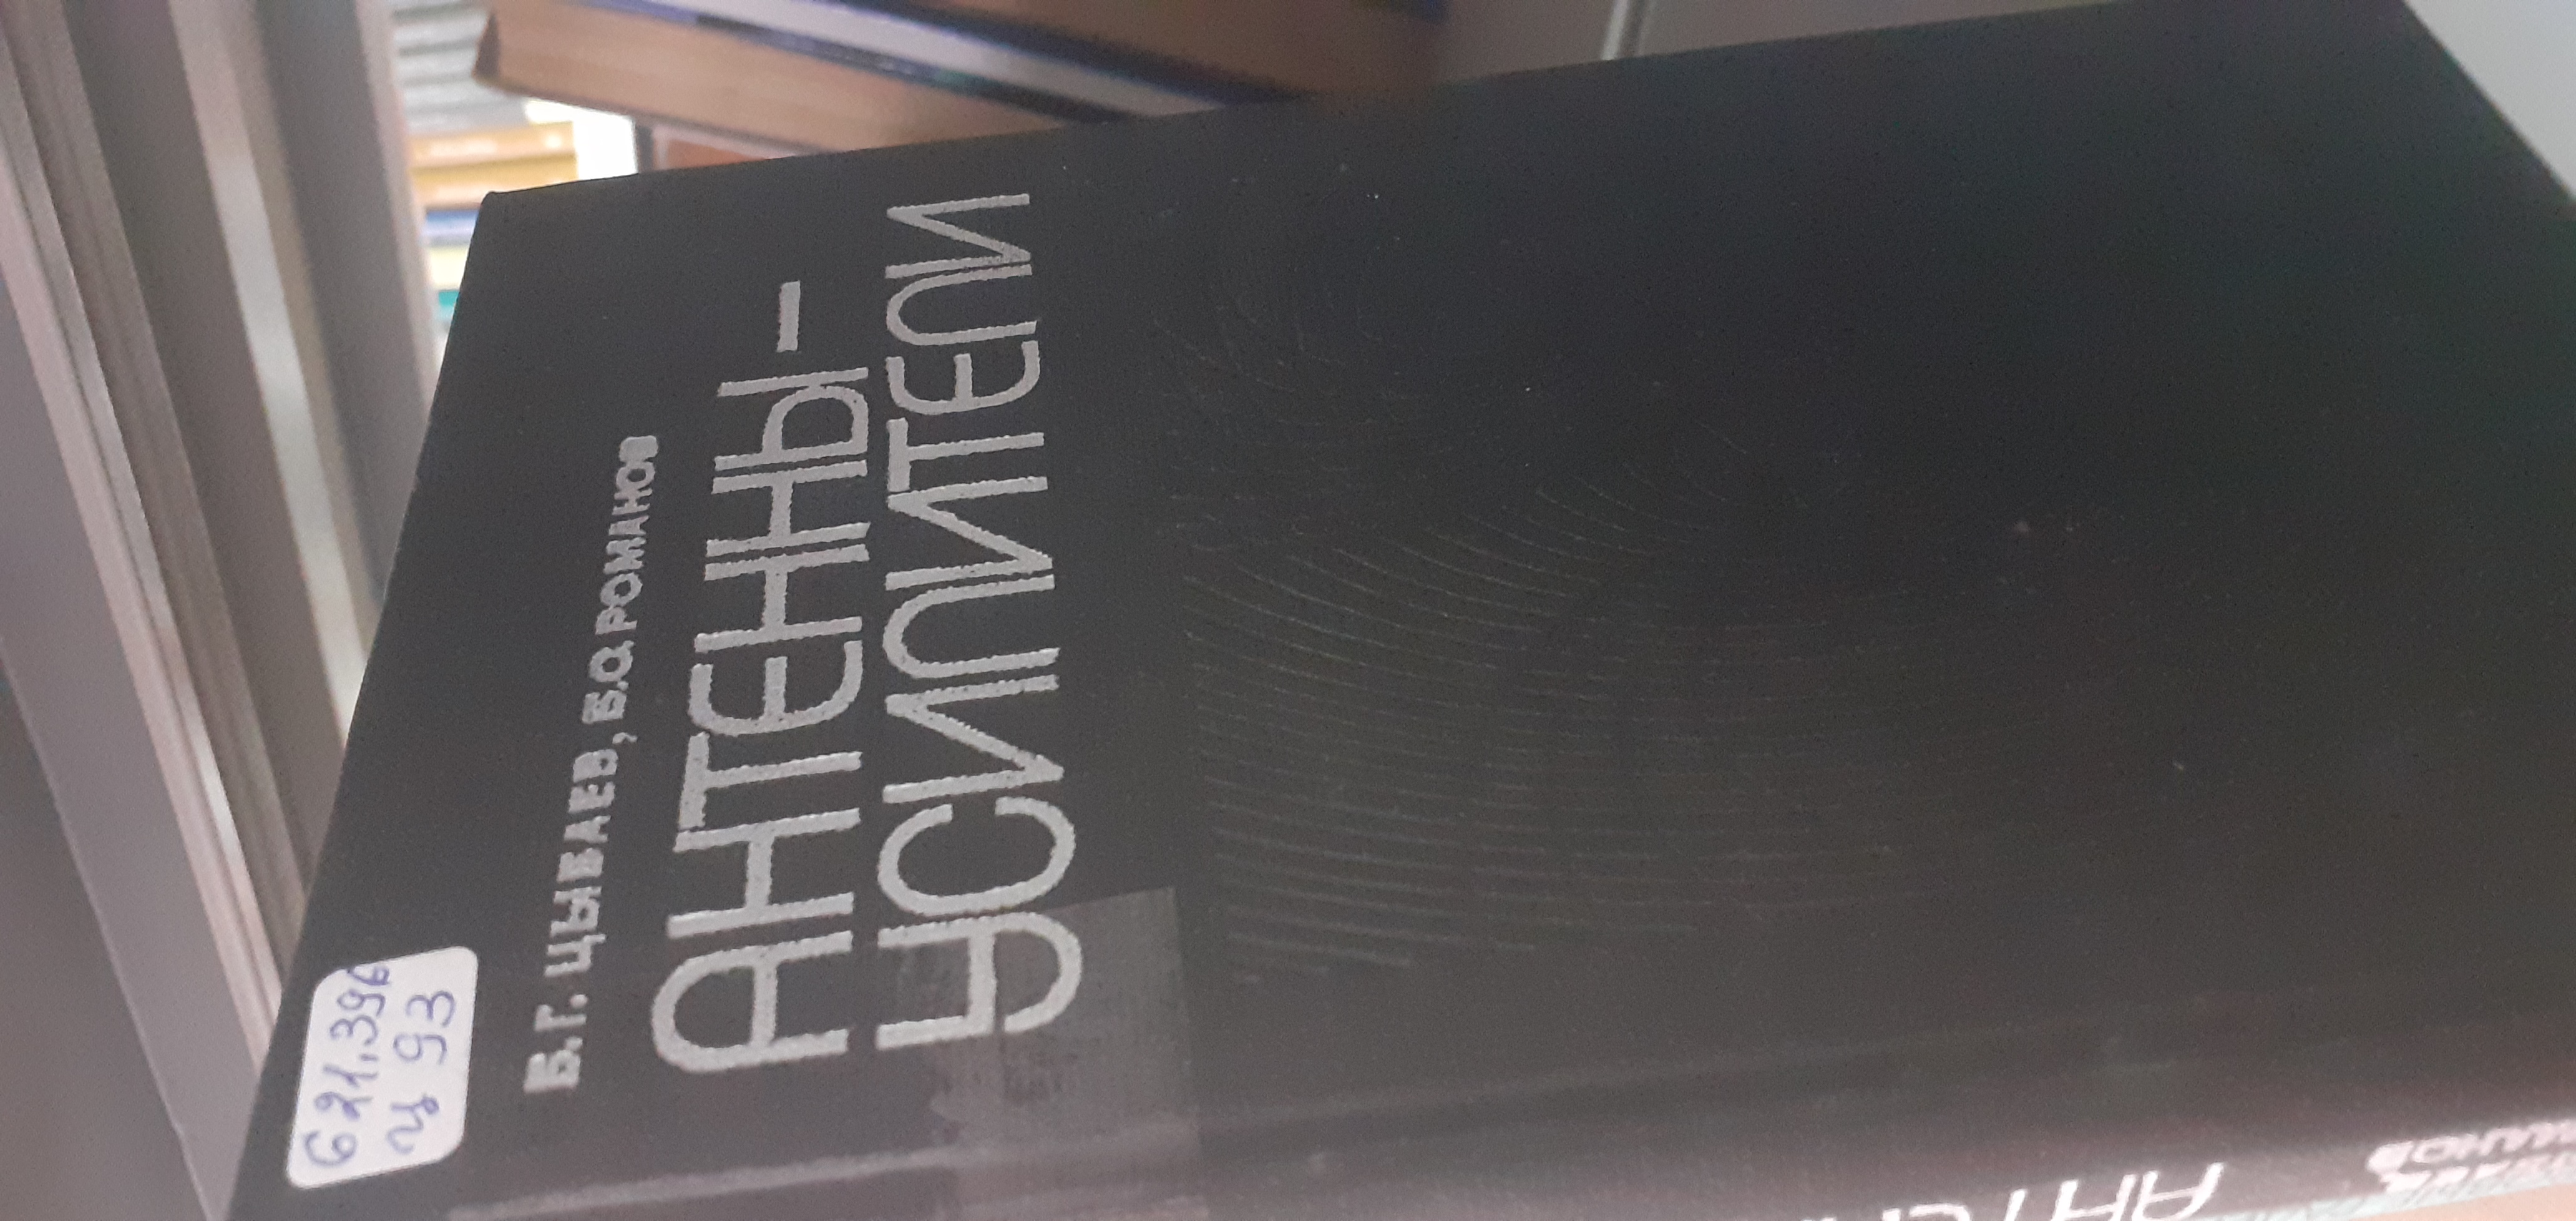 621.396
Ц 93
Б.Г. ЦЫБАЕВ, Б.С. РОМАНОВ
АНТЕННЫ-
УСИЛИТЕЛИ